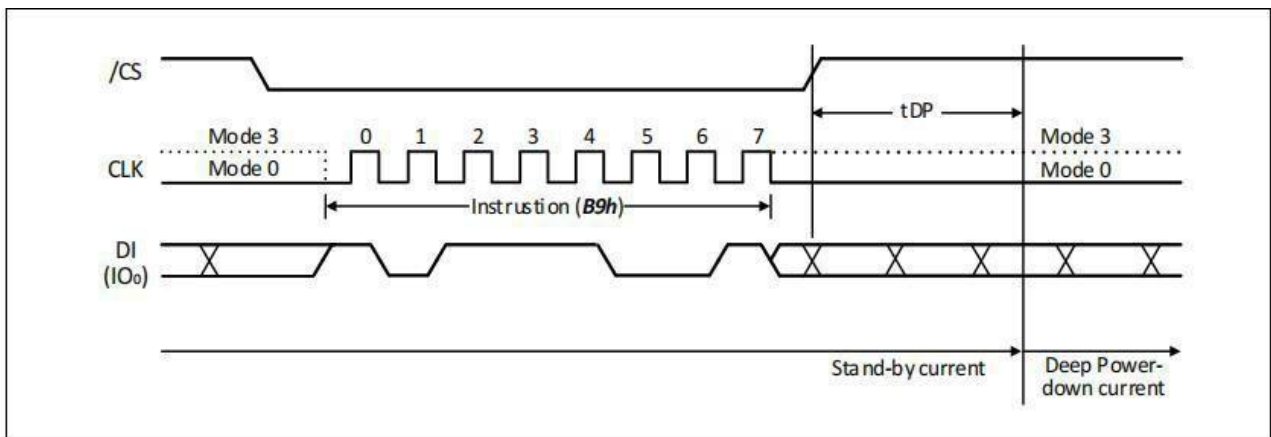 /CS
tDP
Mode 3 0 1 2 3 4 5 6 7 Mode 3
CLK Mode 0 Mode 0
Instrustion (B9h)
DI
(IO₀)
Stand-by current Deep Power-
down current